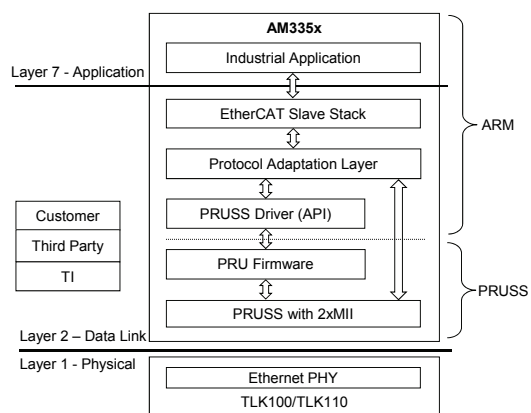 AM335x
Industrial Application
Layer 7 - Application
EtherCAT Slave Stack
ARM
Protocol Adaptation Layer
PRUSS Driver (API)
Customer
Third Party
TI
PRU Firmware
PRUSS
PRUSS with 2xMII
Layer 2 – Data Link
Layer 1 - Physical
Ethernet PHY
TLK100/TLK110